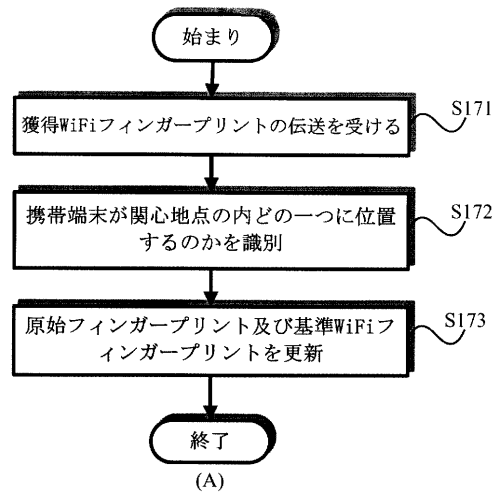 始まり
獲得WiFiフィンガープリントの伝送を受ける
S171
携帯端末が関心地点の内どの一つに位置
するのかを識別
S172
原始フィンガープリント及び基準WiFiフ
ィンガープリントを更新
S173
終了
(A)